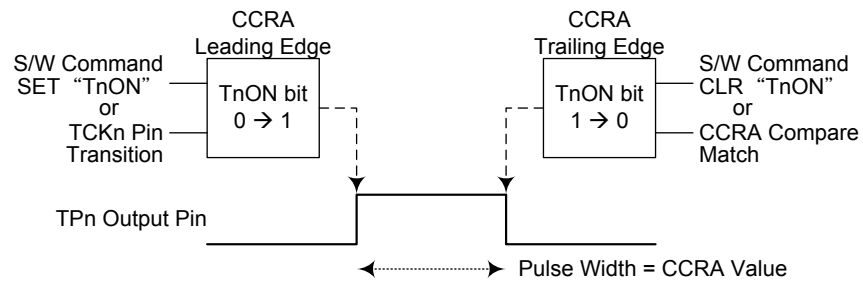 CCRA
Leading Edge
S/W Command
SET “TnON”
or
TCKn Pin
Transition
TnON bit
0 → 1
CCRA
Trailing Edge
TnON bit
1 → 0
S/W Command
CLR “TnON”
or
CCRA Compare
Match
TPn Output Pin
Pulse Width = CCRA Value